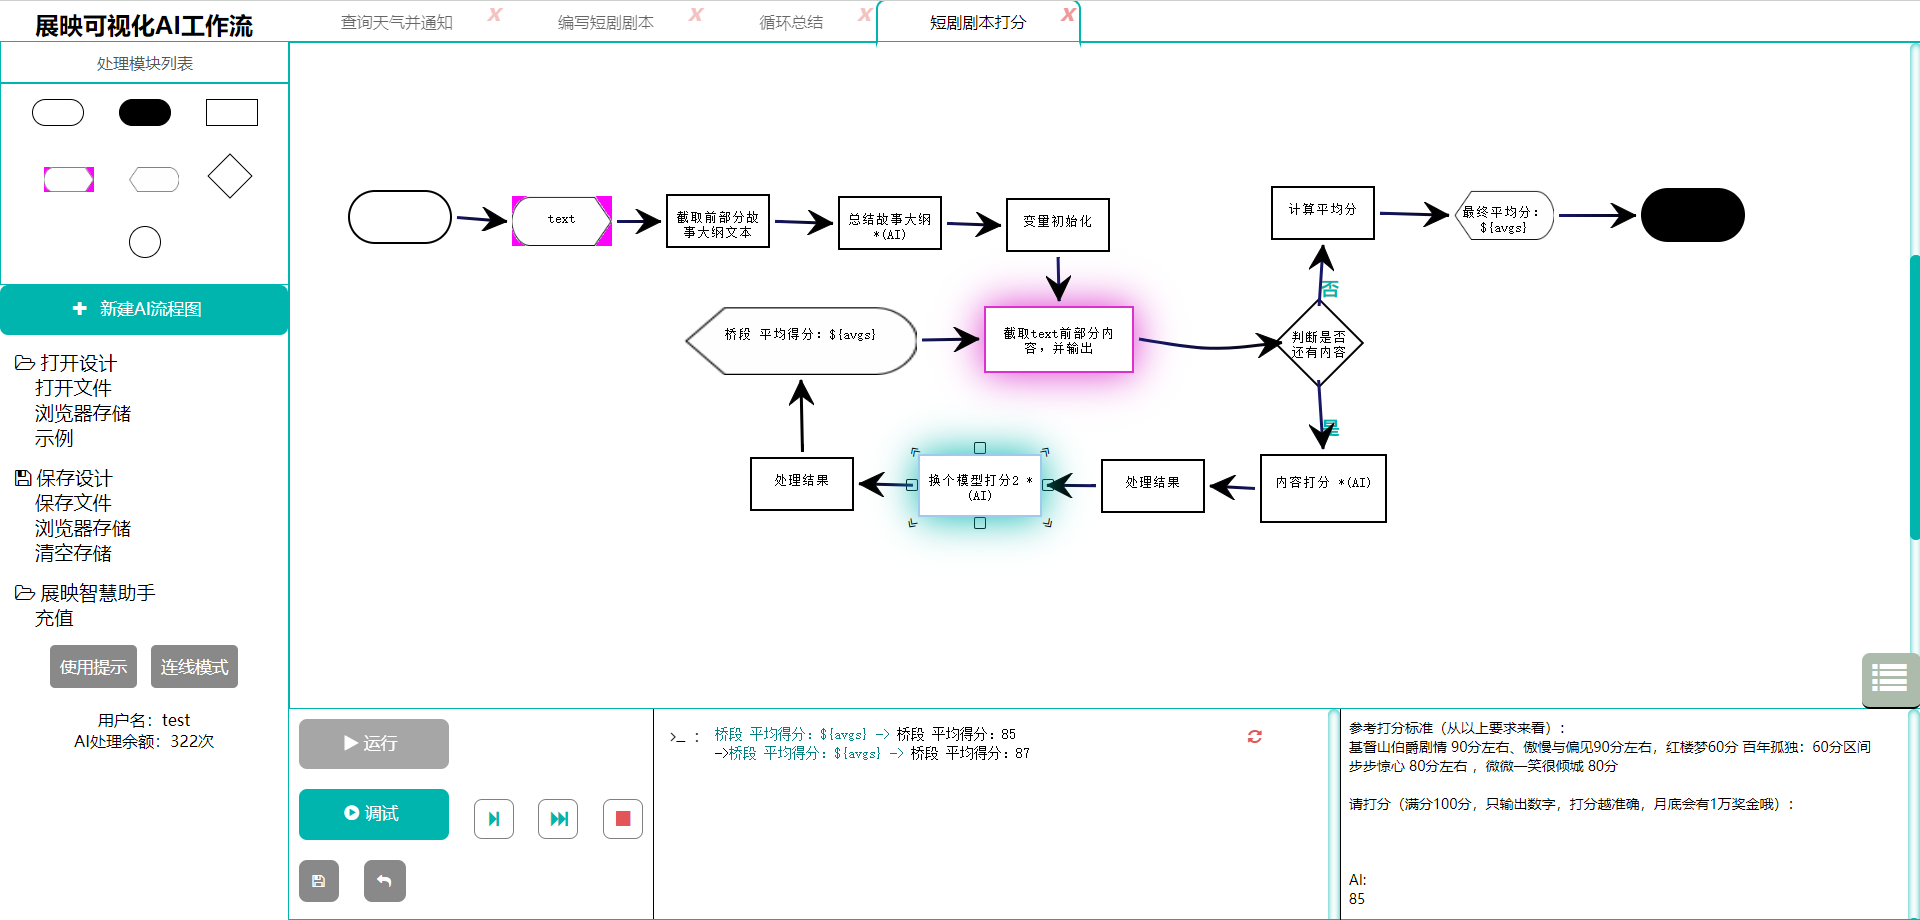 展映可视化AI工作流
查询天气并通知 X
编写短剧剧本 X
循环总结 X
短剧剧本打分 X
处理模块列表
新建AI流程图
打开设计
打开文件
浏览器存储
示例
保存设计
保存文件
浏览器存储
清空存储
展映智慧助手
充值
使用提示 连线模式
用户名：test
AI处理余额：322次
text
截取前部分故
事大纲文本
总结故事大纲
*(AI)
变量初始化
计算平均分
最终平均分：
${avgs}
否
桥段 平均得分：${avgs}
截取text前部分内
容，并输出
判断是否
还有内容
是
处理结果
换个模型打分2 *
(AI)
处理结果
内容打分 *(AI)
运行
调试
>_ ： 桥段 平均得分：${avgs} -> 桥段 平均得分：85
->桥段 平均得分：${avgs} -> 桥段 平均得分：87
参考打分标准（从以上要求来看）：
基督山伯爵剧情 90分左右、傲慢与偏见90分左右，红楼梦60分 百年孤独：60分区间
步步惊心 80分左右 ，微微一笑很倾城 80分
请打分（满分100分，只输出数字，打分越准确，月底会有1万奖金哦）：
AI:
85